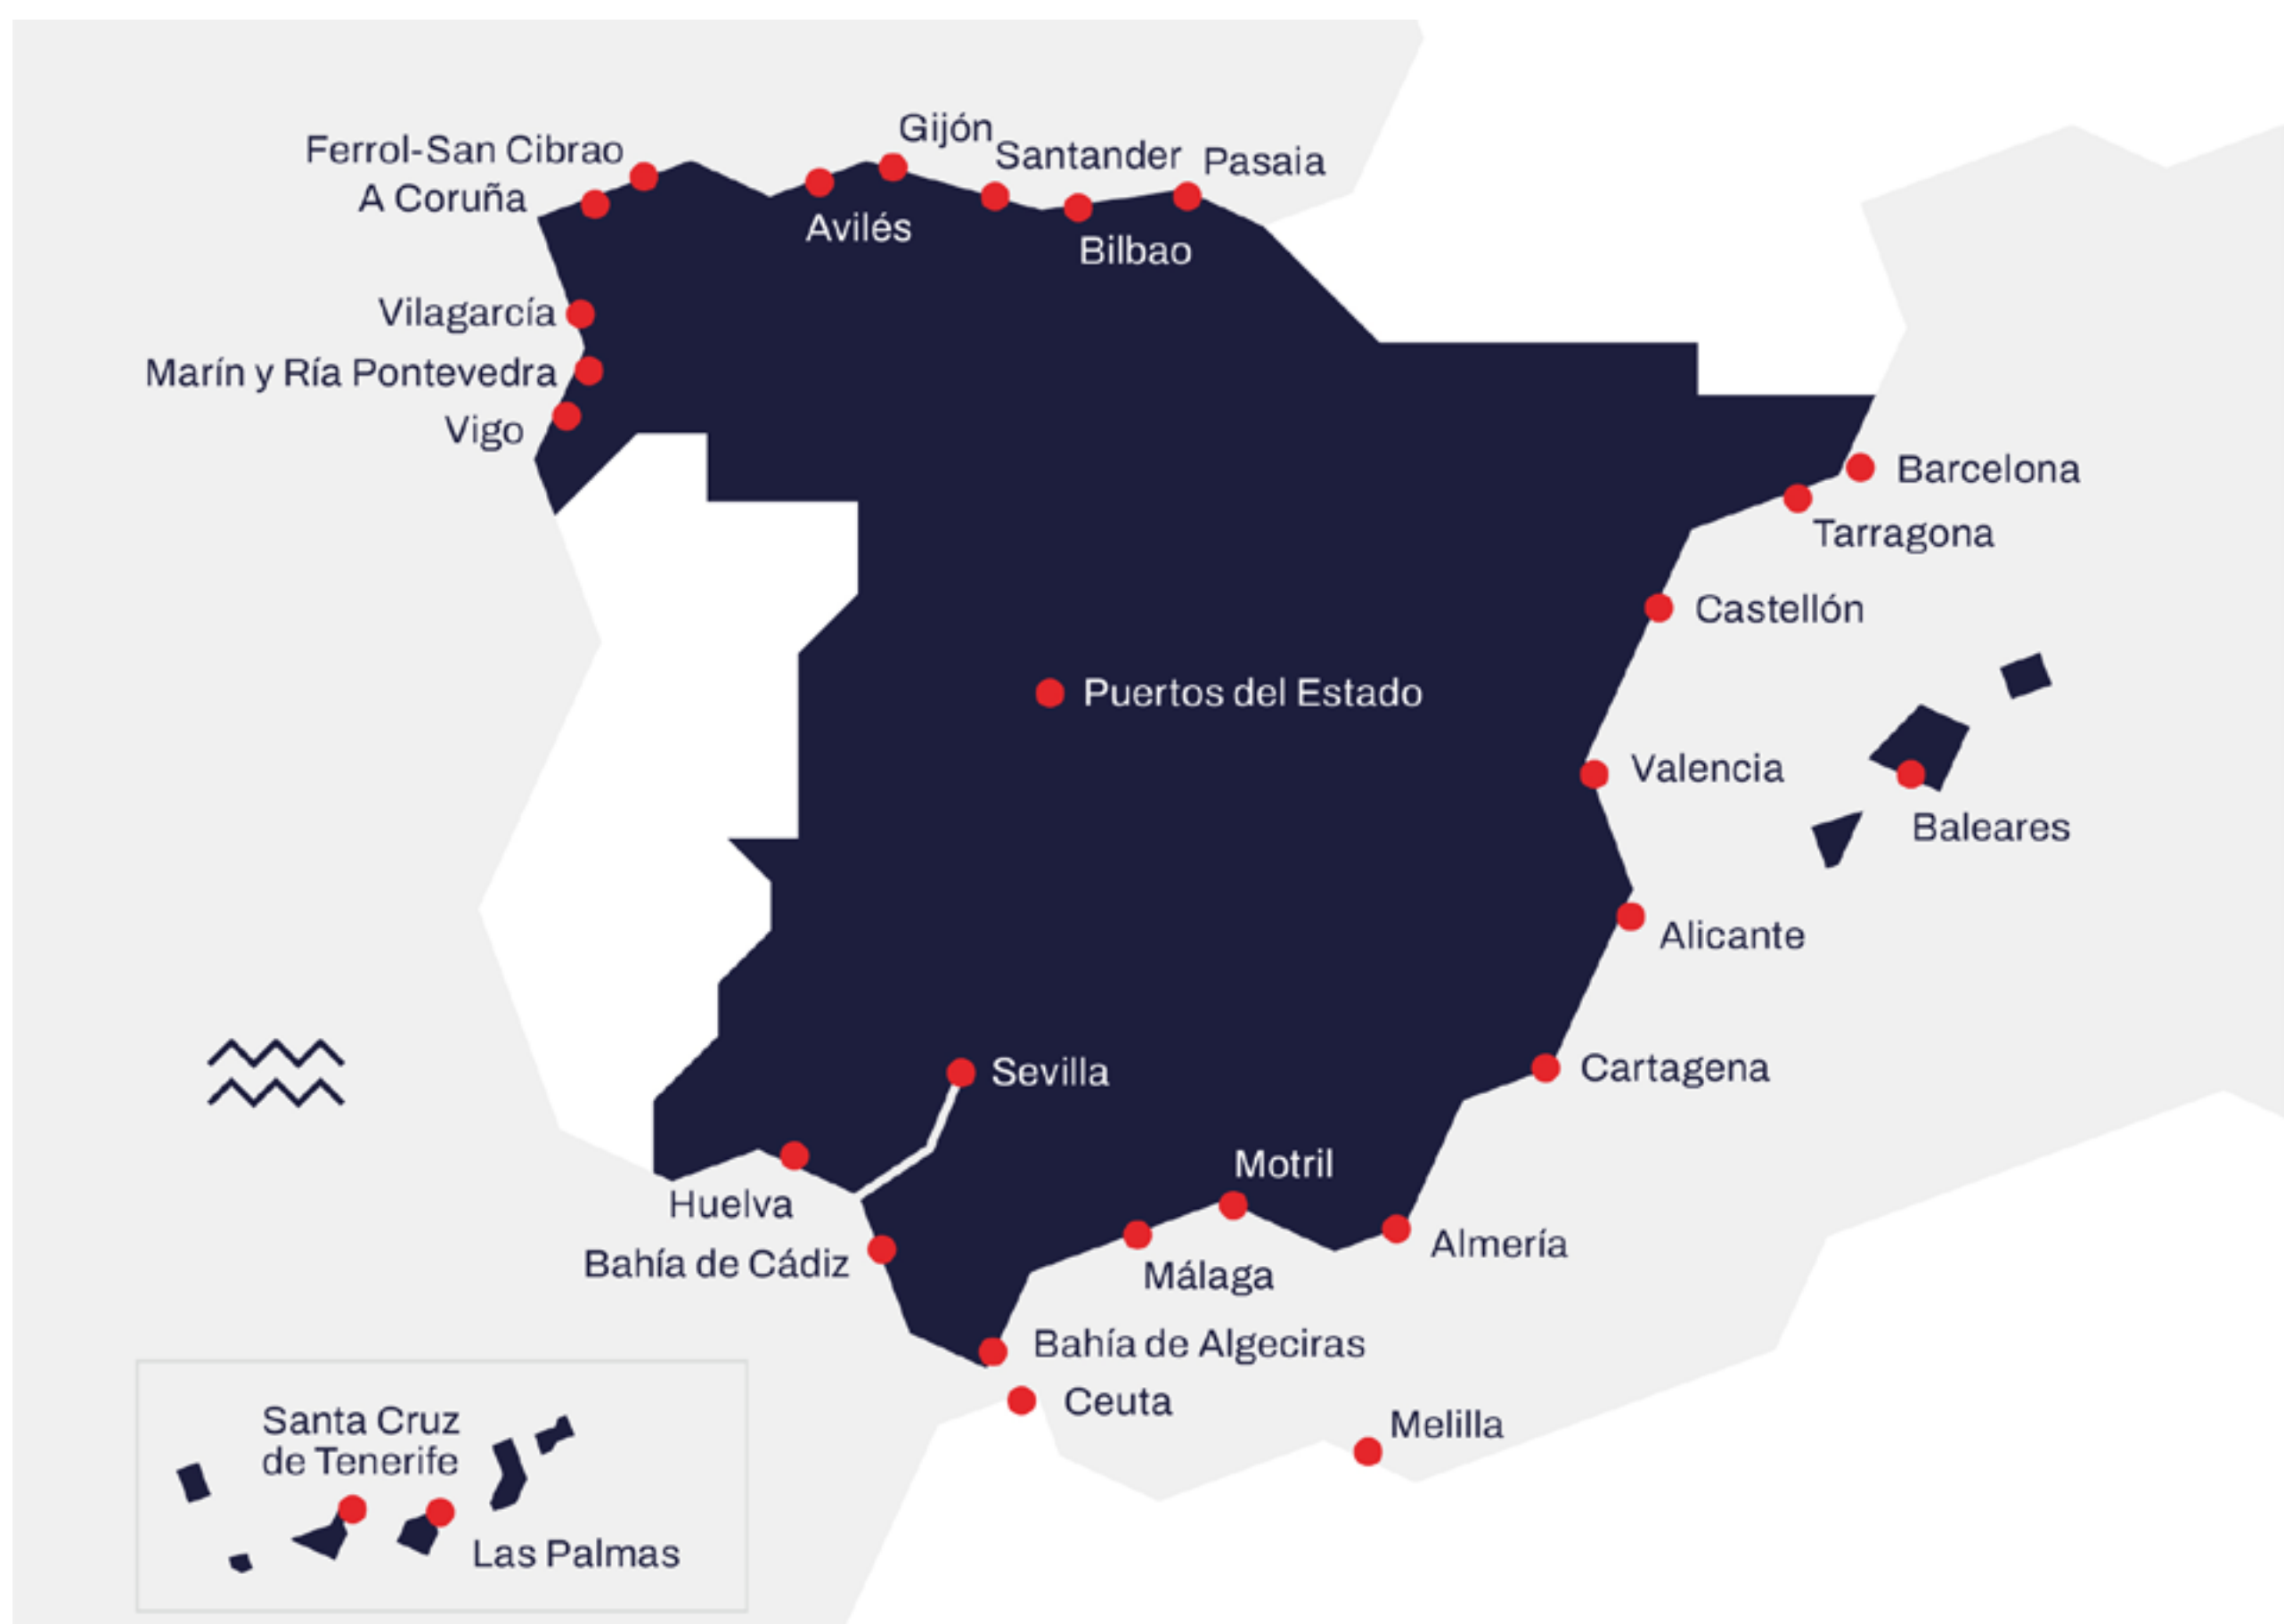 Gijón
Ferrol-San Cibrao
Santander
Pasaia
A Coruña
Avilés
Bilbao
Vilagarcía
Marín y Ría Pontevedra
Vigo
Barcelona
Tarragona
Castellón
Puertos del Estado
Valencia
Baleares
Alicante
Cartagena
Sevilla
Motril
Huelva
Almería
Bahía de Cádiz
Málaga
Bahía de Algeciras
Ceuta
Melilla
Santa Cruz
de Tenerife
Las Palmas